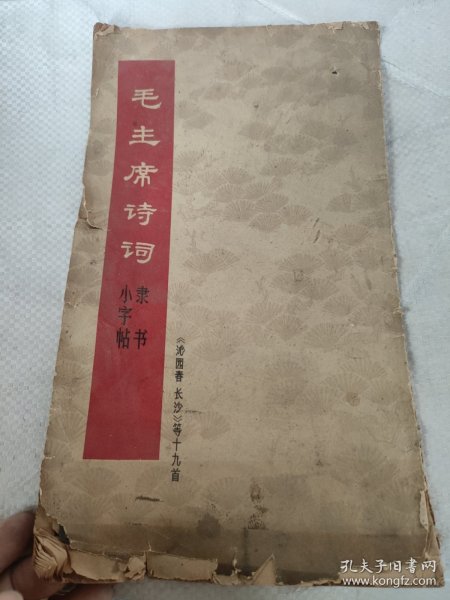 毛主席诗词
隶书
小字帖
《沁园春 长沙》等十九首
孔夫子旧书网
www.kongfz.com